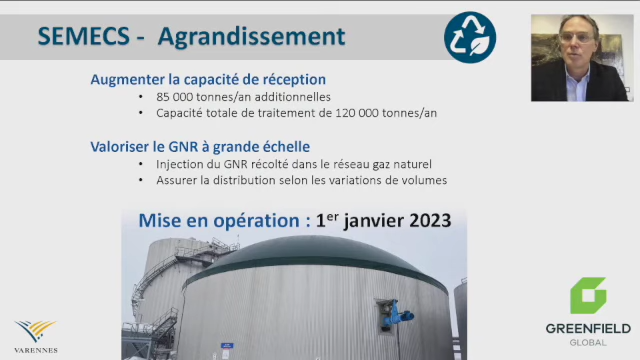 SEMECS - Agrandissement
Augmenter la capacité de réception
• 85 000 tonnes/an additionnelles
• Capacité totale de traitement de 120 000 tonnes/an
Valoriser le GNR à grande échelle
• Injection du GNR récolté dans le réseau gaz naturel
• Assurer la distribution selon les variations de volumes
Mise en opération : 1er janvier 2023
VARENNES
GREENFIELD
GLOBAL